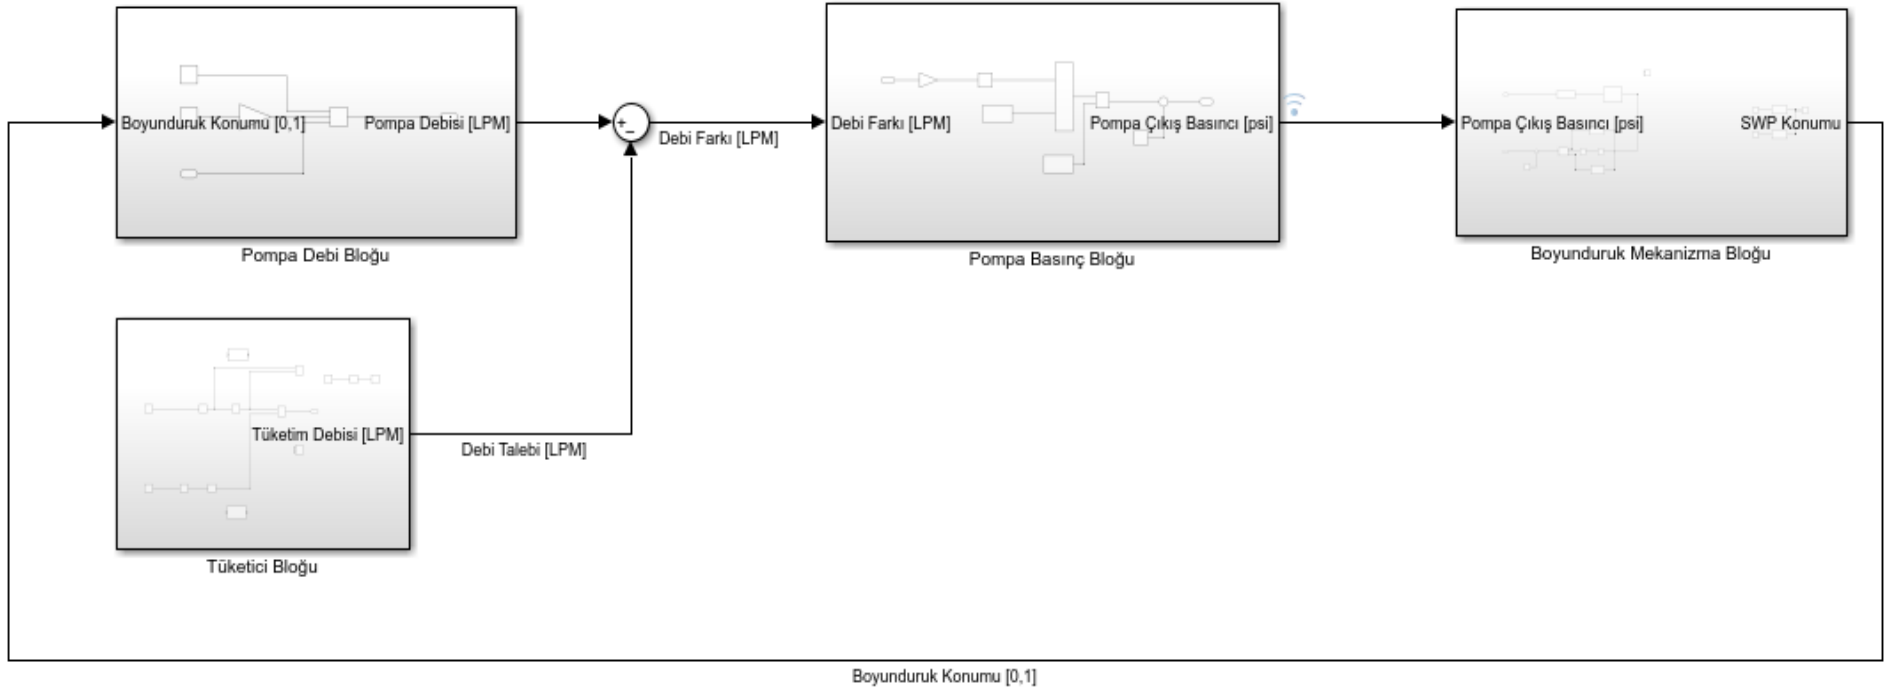 Boyunduruk Konumu [0,1]
Pompa Debisi [LPM]
Pompa Debi Bloğu
+
−
Debi Farkı [LPM]
Debi Farkı [LPM]
Pompa Çıkış Basıncı [psi]
Pompa Basınç Bloğu
Pompa Çıkış Basıncı [psi]
SWP Konumu
Boyunduruk Mekanizma Bloğu
Tüketim Debisi [LPM]
Debi Talebi [LPM]
Tüketici Bloğu
Boyunduruk Konumu [0,1]